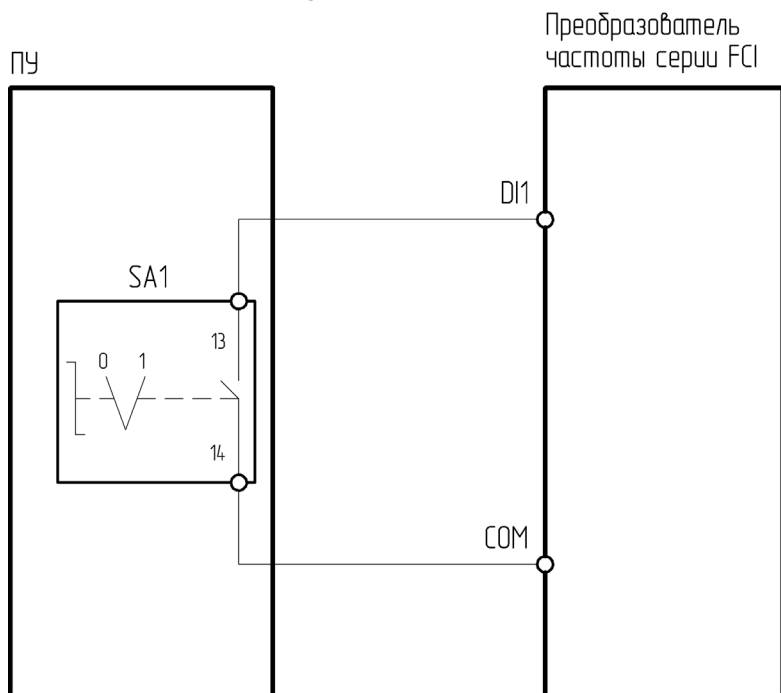 Преобразователь
частоты серии FCI
ПУ
DI1
SA1
13
0 1
14
COM